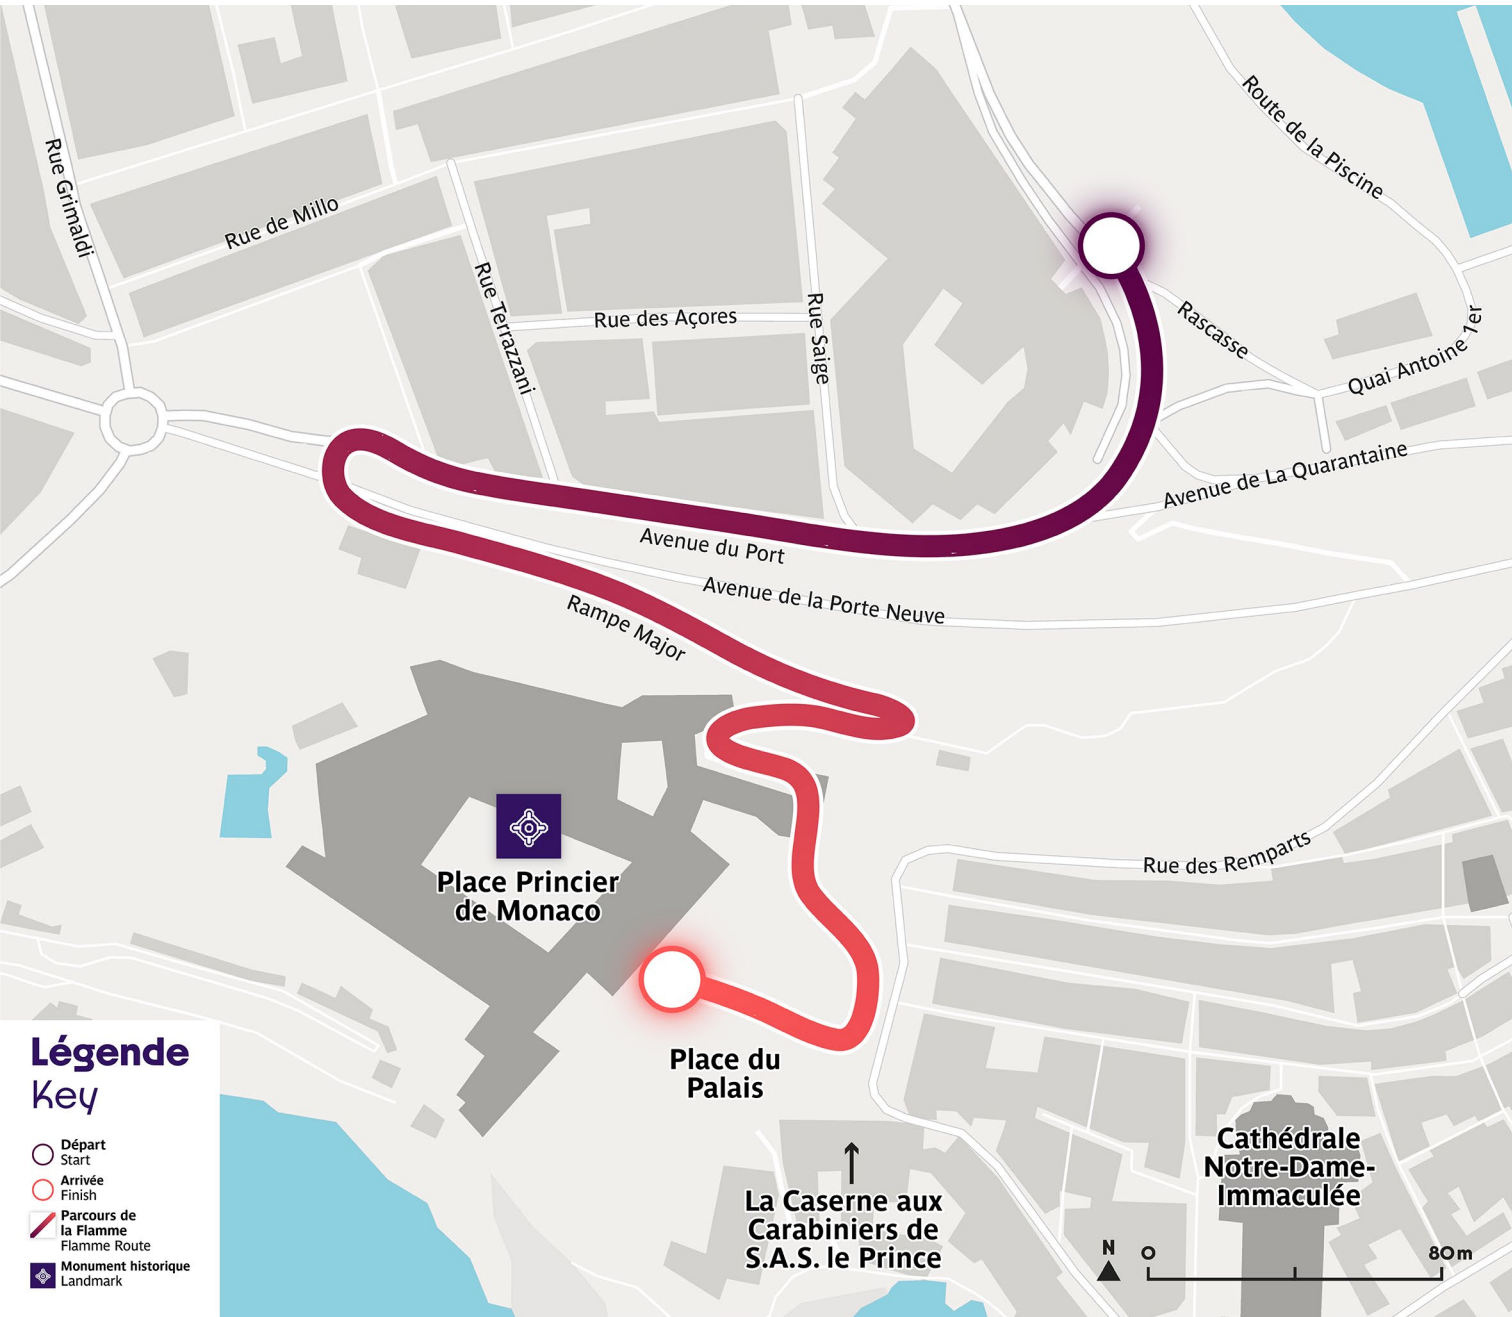 Rue Grimaldi
Rue de Millo
Rue Terrazzani
Rue des Açores
Rue Saige
Route de la Piscine
Rascasse
Quai Antoine 1er
Avenue de La Quarantaine
Avenue du Port
Avenue de la Porte Neuve
Rampe Major
Rue des Remparts
Place Princier
de Monaco
Place du
Palais
La Caserne aux
Carabiniers de
S.A.S. le Prince
Cathédrale
Notre-Dame-
Immaculée
Légende
Key
Départ
Start
Arrivée
Finish
Parcours de
la Flamme
Flamme Route
Monument historique
Landmark
N
0
80m